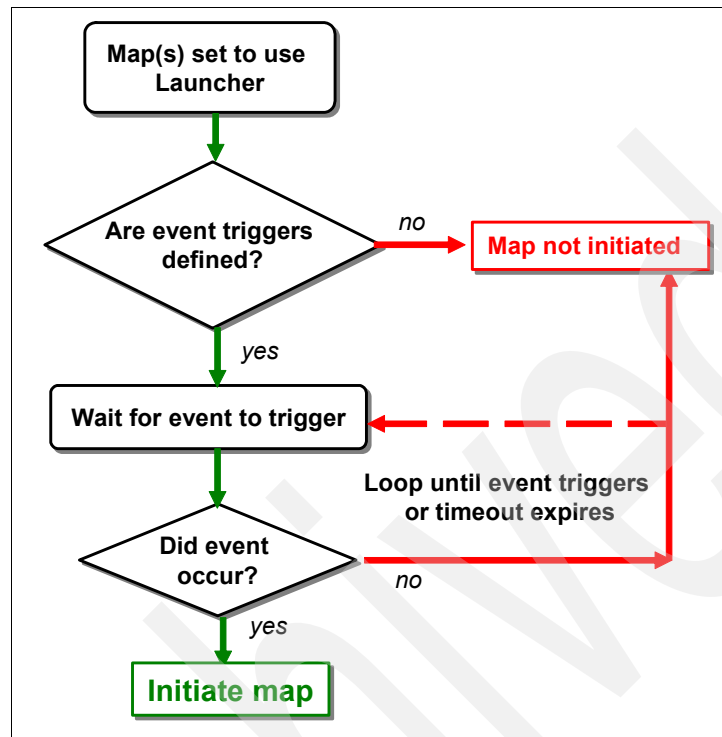 Map(s) set to use
Launcher
Are event triggers
defined?
no
Map not initiated
yes
Wait for event to trigger
Loop until event triggers
or timeout expires
Did event
occur?
no
yes
Initiate map